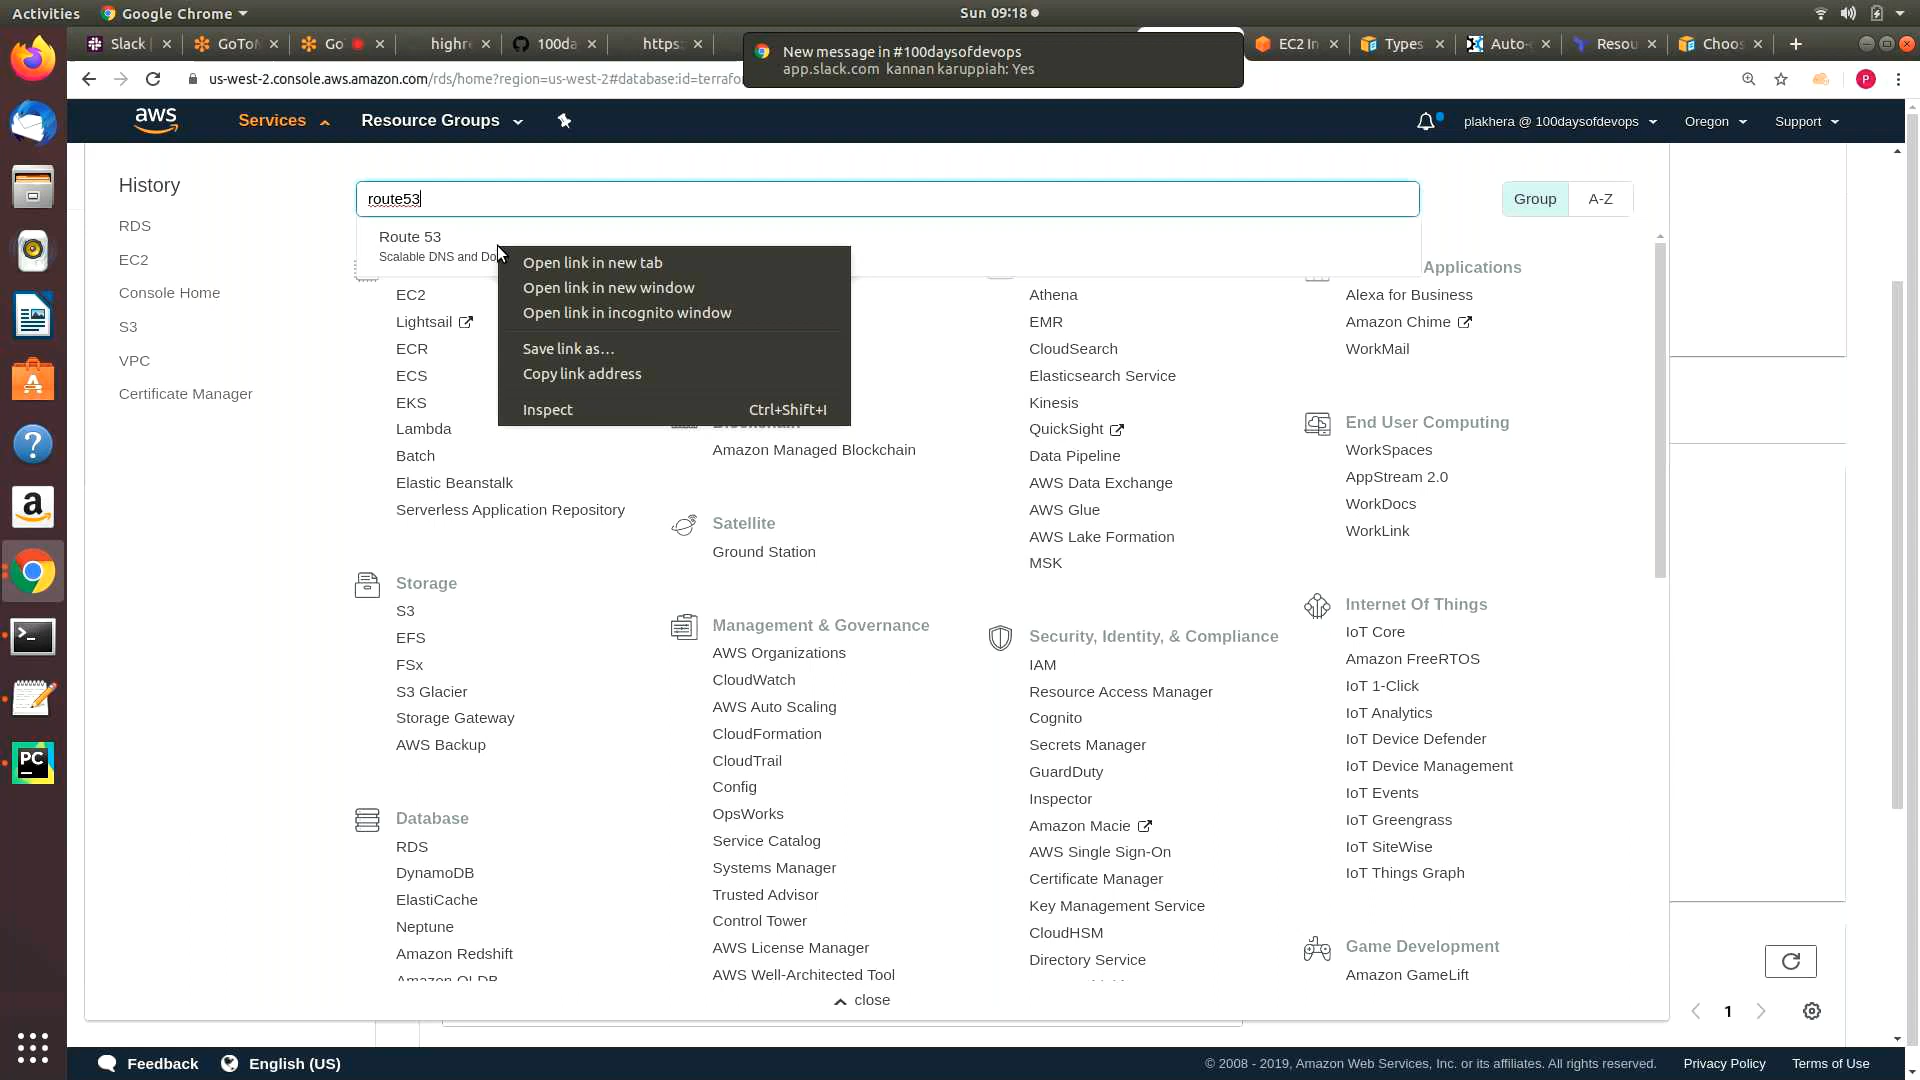 Activities
Google Chrome
Sun 09:18
Slack
GoToM
Go
highre
100da
https:
EC2 In
Types
Auto-
Resou
Choos
New message in #100daysofdevops
app.slack.com kannan karuppiah: Yes
us-west-2.console.aws.amazon.com/rds/home?region=us-west-2#database:id=terrafo
aws
Services
Resource Groups
plakhera @ 100daysofdevops
Oregon
Support
History
RDS
EC2
Console Home
S3
VPC
Certificate Manager
route53
Group
A-Z
Route 53
Scalable DNS and Do
Open link in new tab
Open link in new window
Open link in incognito window
Save link as…
Copy link address
Inspect
Ctrl+Shift+I
EC2
Lightsail
ECR
ECS
EKS
Lambda
Batch
Elastic Beanstalk
Serverless Application Repository
Storage
S3
EFS
FSx
S3 Glacier
Storage Gateway
AWS Backup
Database
RDS
DynamoDB
ElastiCache
Neptune
Amazon Redshift
Amazon QLDB
Blockchain
Amazon Managed Blockchain
Satellite
Ground Station
Management & Governance
AWS Organizations
CloudWatch
AWS Auto Scaling
CloudFormation
CloudTrail
Config
OpsWorks
Service Catalog
Systems Manager
Trusted Advisor
Control Tower
AWS License Manager
AWS Well-Architected Tool
Athena
EMR
CloudSearch
Elasticsearch Service
Kinesis
QuickSight
Data Pipeline
AWS Data Exchange
AWS Glue
AWS Lake Formation
MSK
Security, Identity, & Compliance
IAM
Resource Access Manager
Cognito
Secrets Manager
GuardDuty
Inspector
Amazon Macie
AWS Single Sign-On
Certificate Manager
Key Management Service
CloudHSM
Directory Service
Applications
Alexa for Business
Amazon Chime
WorkMail
End User Computing
WorkSpaces
AppStream 2.0
WorkDocs
WorkLink
Internet Of Things
IoT Core
Amazon FreeRTOS
IoT 1-Click
IoT Analytics
IoT Device Defender
IoT Device Management
IoT Events
IoT Greengrass
IoT SiteWise
IoT Things Graph
Game Development
Amazon GameLift
close
1
Feedback
English (US)
© 2008 - 2019, Amazon Web Services, Inc. or its affiliates. All rights reserved.
Privacy Policy
Terms of Use